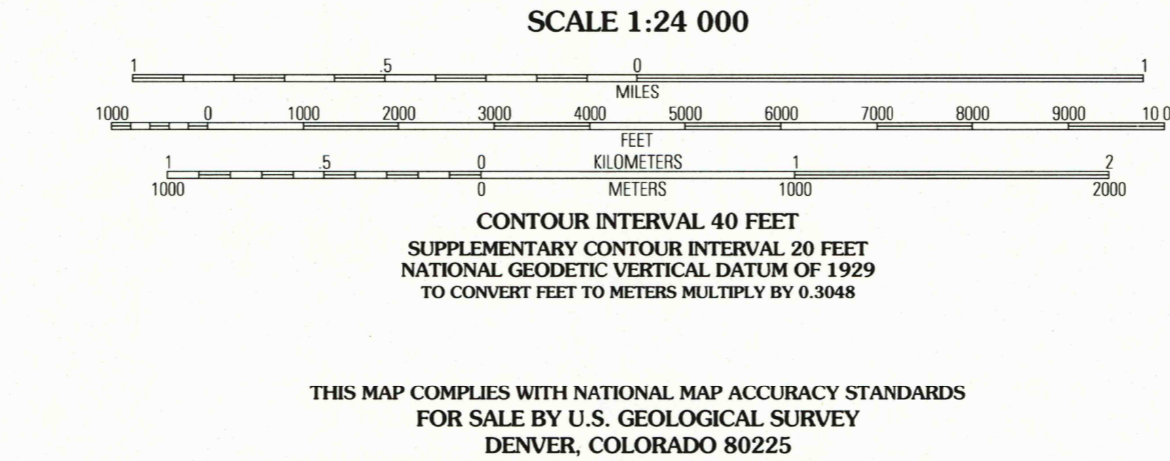 SCALE 1:24 000
1 .5 0 1
MILES
1000 0 1000 2000 3000 4000 5000 6000 7000 8000 9000 10 0
FEET
1 .5 0 KILOMETERS 1 2
1000 0 METERS 1000 2000
CONTOUR INTERVAL 40 FEET
SUPPLEMENTARY CONTOUR INTERVAL 20 FEET
NATIONAL GEODETIC VERTICAL DATUM OF 1929
TO CONVERT FEET TO METERS MULTIPLY BY 0.3048
THIS MAP COMPLIES WITH NATIONAL MAP ACCURACY STANDARDS
FOR SALE BY U.S. GEOLOGICAL SURVEY
DENVER, COLORADO 80225